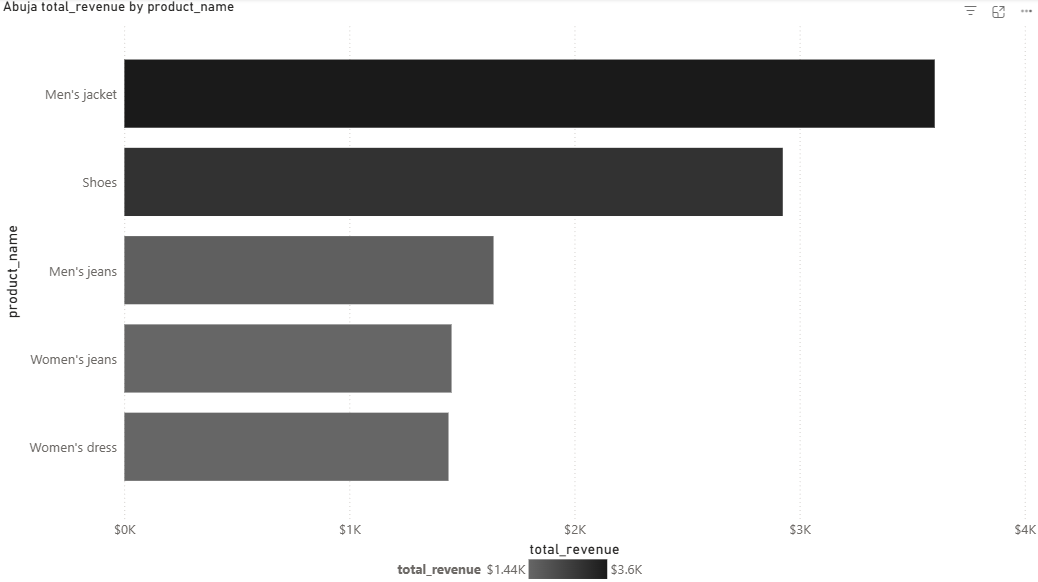 Abuja total_revenue by product_name
product_name
Men's jacket
Shoes
Men's jeans
Women's jeans
Women's dress
$0K $1K $2K $3K $4K
total_revenue
total_revenue $1.44K $3.6K